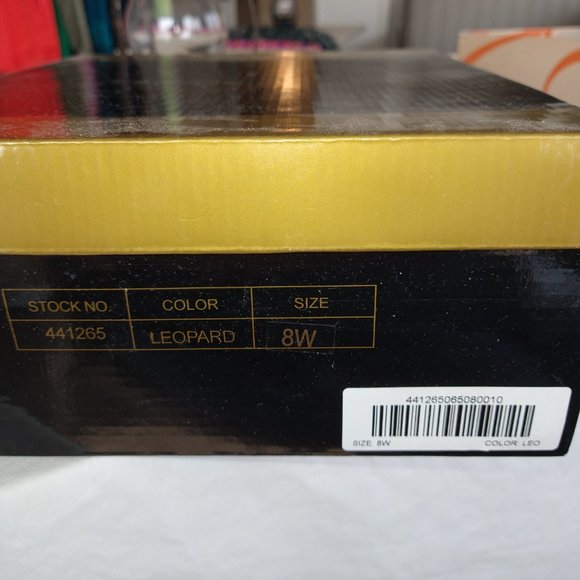 STOCK NO. COLOR SIZE
441265 LEOPARD 8W
441265065080010
SIZE: 8W COLOR: LEO